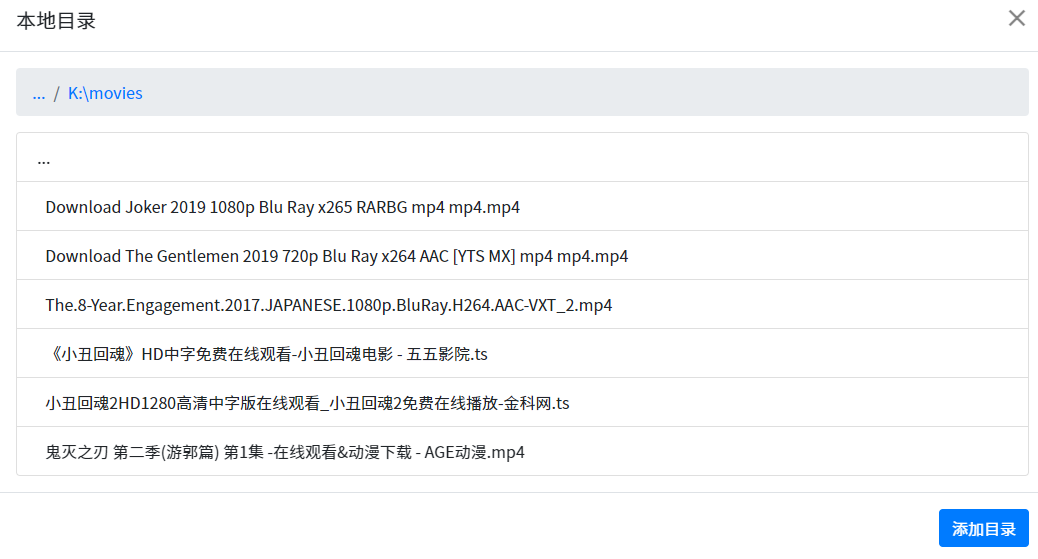 本地目录
... / K:\movies
...
Download Joker 2019 1080p Blu Ray x265 RARBG mp4 mp4.mp4
Download The Gentlemen 2019 720p Blu Ray x264 AAC [YTS MX] mp4 mp4.mp4
The.8-Year.Engagement.2017.JAPANESE.1080p.BluRay.H264.AAC-VXT_2.mp4
《小丑回魂》HD中字免费在线观看-小丑回魂电影 - 五五影院.ts
小丑回魂2HD1280高清中字版在线观看_小丑回魂2免费在线播放-金科网.ts
鬼灭之刃 第二季(游郭篇) 第1集 -在线观看&动漫下载 - AGE动漫.mp4
添加目录